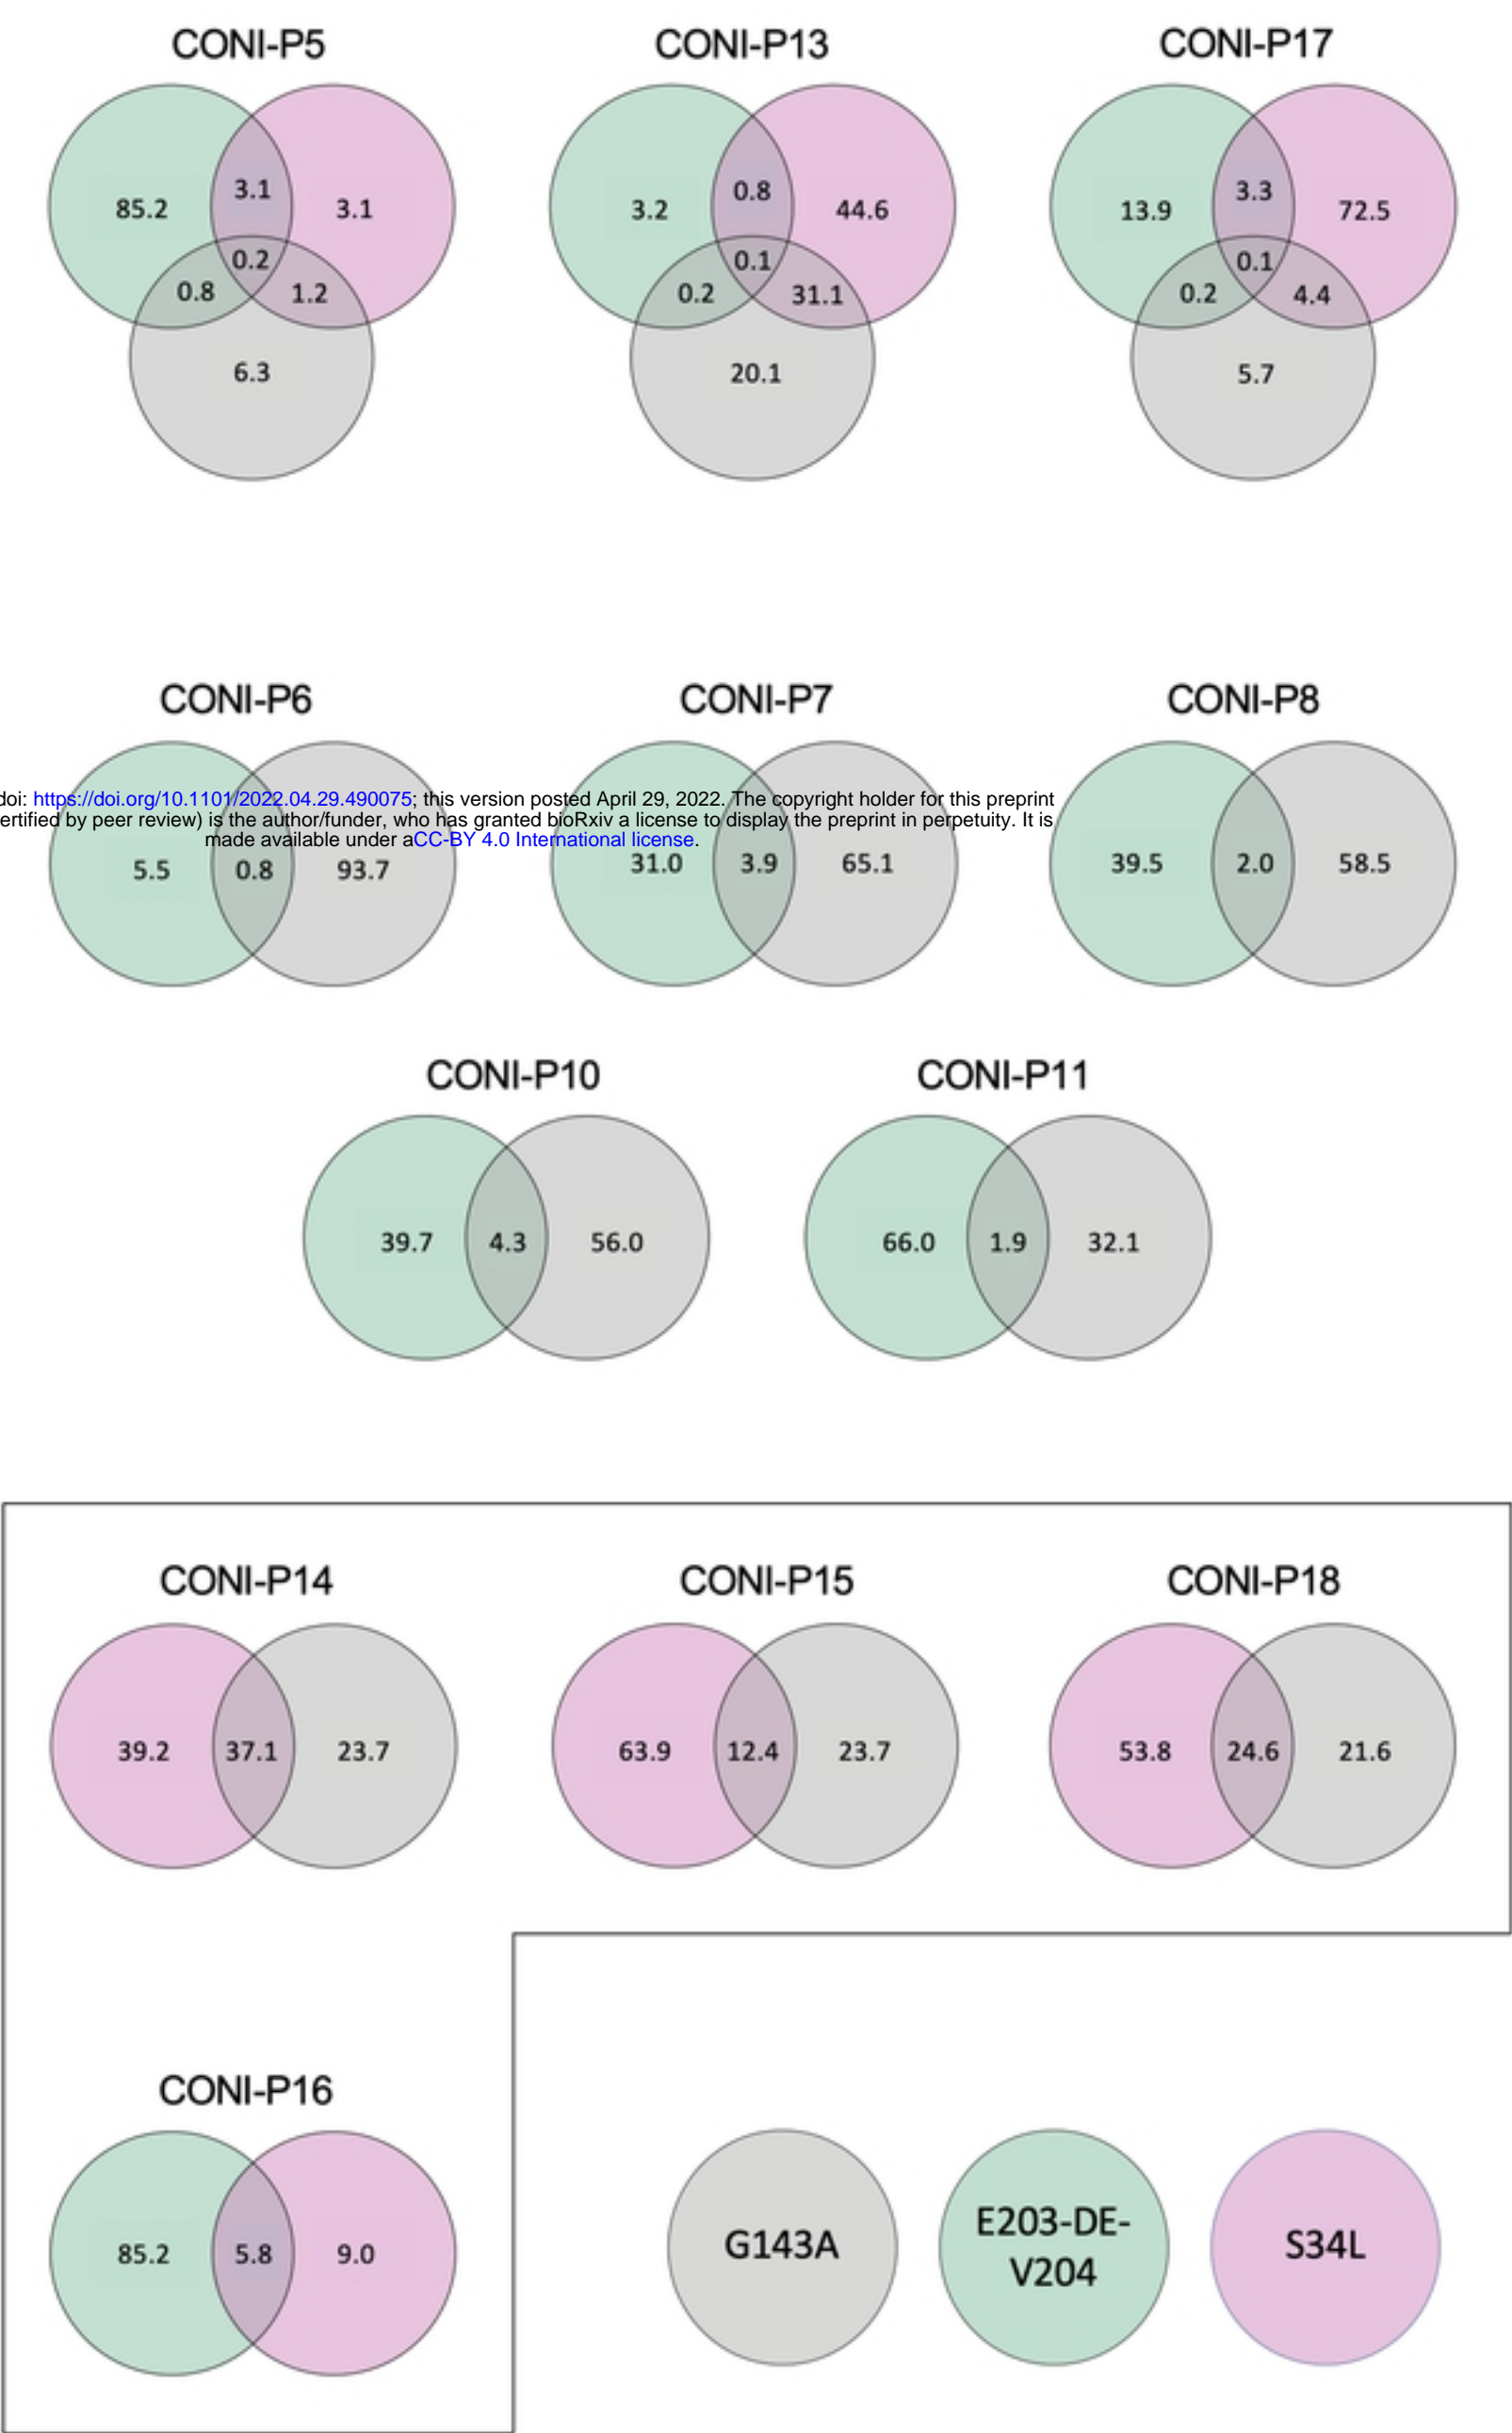 CONI-P5 CONI-P13 CONI-P17
85.2 3.1 3.1 0.2 0.8 1.2 6.3
3.2 0.8 44.6 0.1 0.2 31.1 20.1
13.9 3.3 72.5 0.1 0.2 4.4 5.7
CONI-P6 CONI-P7 CONI-P8
doi: https://doi.org/10.1101/2022.04.29.490075; this version posted April 29, 2022. The copyright holder for this preprint
ertified by peer review) is the author/funder, who has granted bioRxiv a license to display the preprint in perpetuity. It is
made available under aCC-BY 4.0 International license.
5.5 0.8 93.7 31.0 3.9 65.1 39.5 2.0 58.5
CONI-P10 CONI-P11
39.7 4.3 56.0 66.0 1.9 32.1
CONI-P14 CONI-P15 CONI-P18
39.2 37.1 23.7 63.9 12.4 23.7 53.8 24.6 21.6
CONI-P16
85.2 5.8 9.0
G143A
E203-DE-
V204
S34L